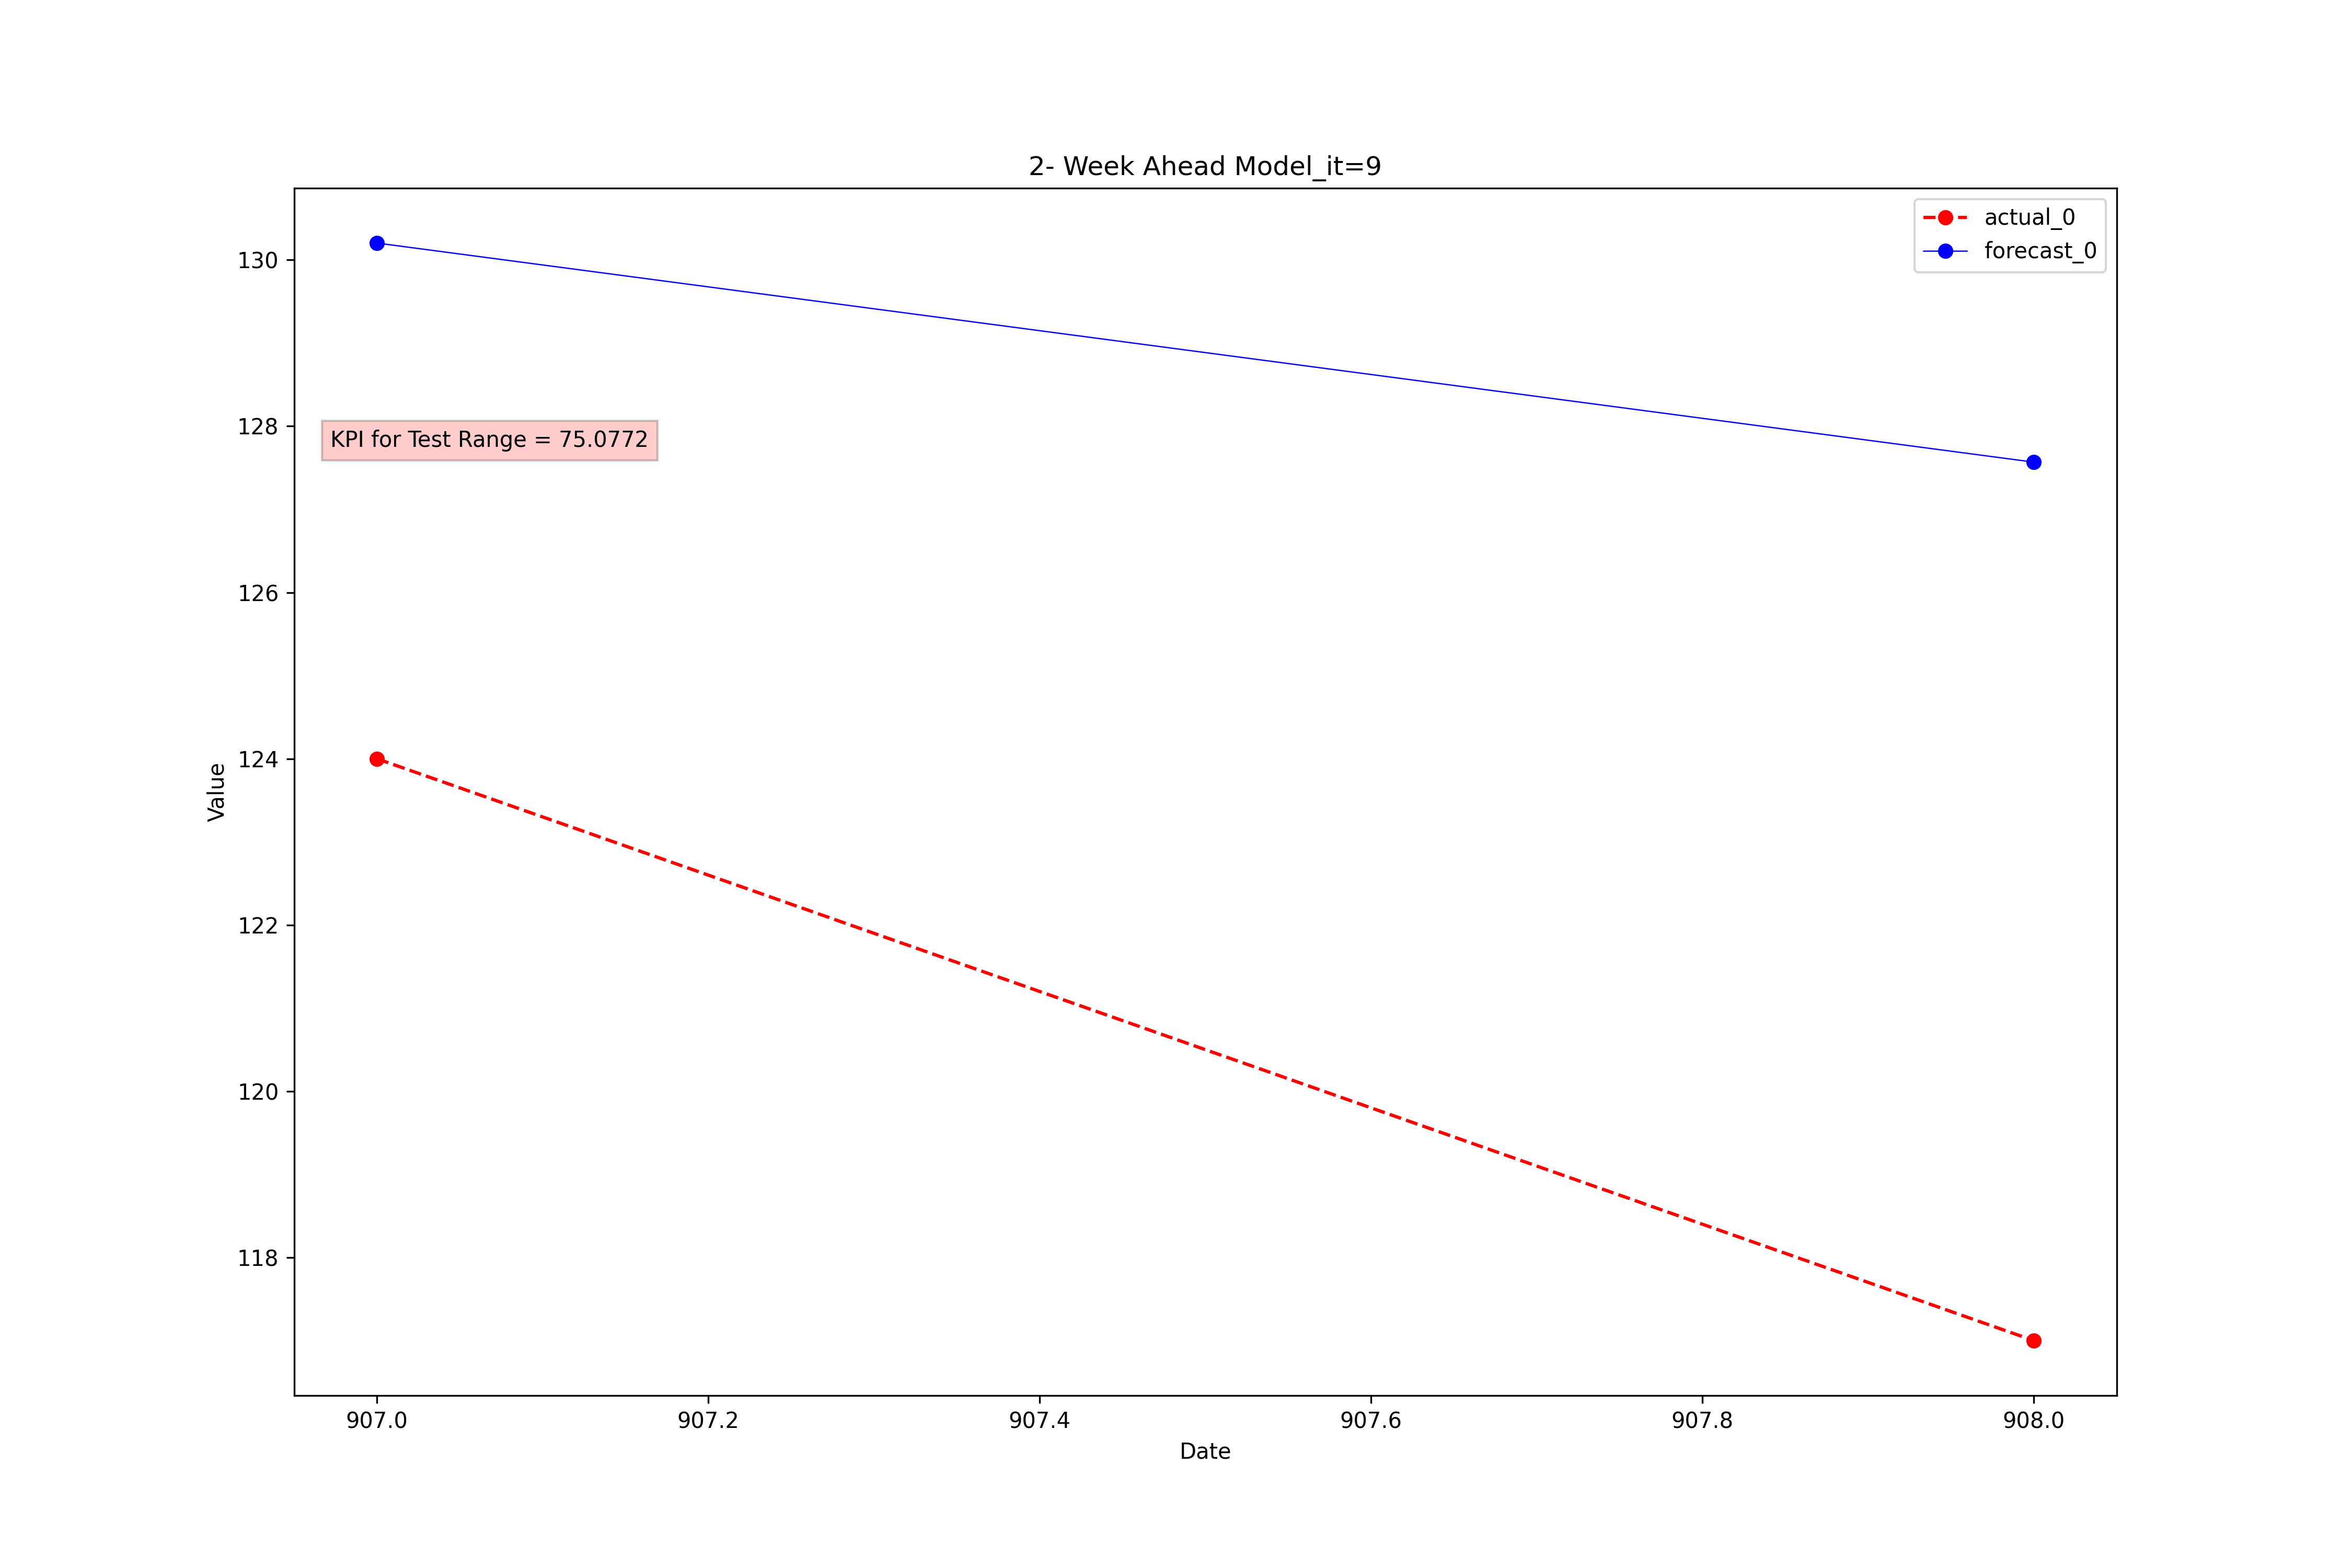 2- Week Ahead Model_it=9
actual_0
forecast_0
130
KPI for Test Range = 75.0772
128
126
124
122
120
118
Value
907.0 907.2 907.4 907.6 907.8 908.0
Date